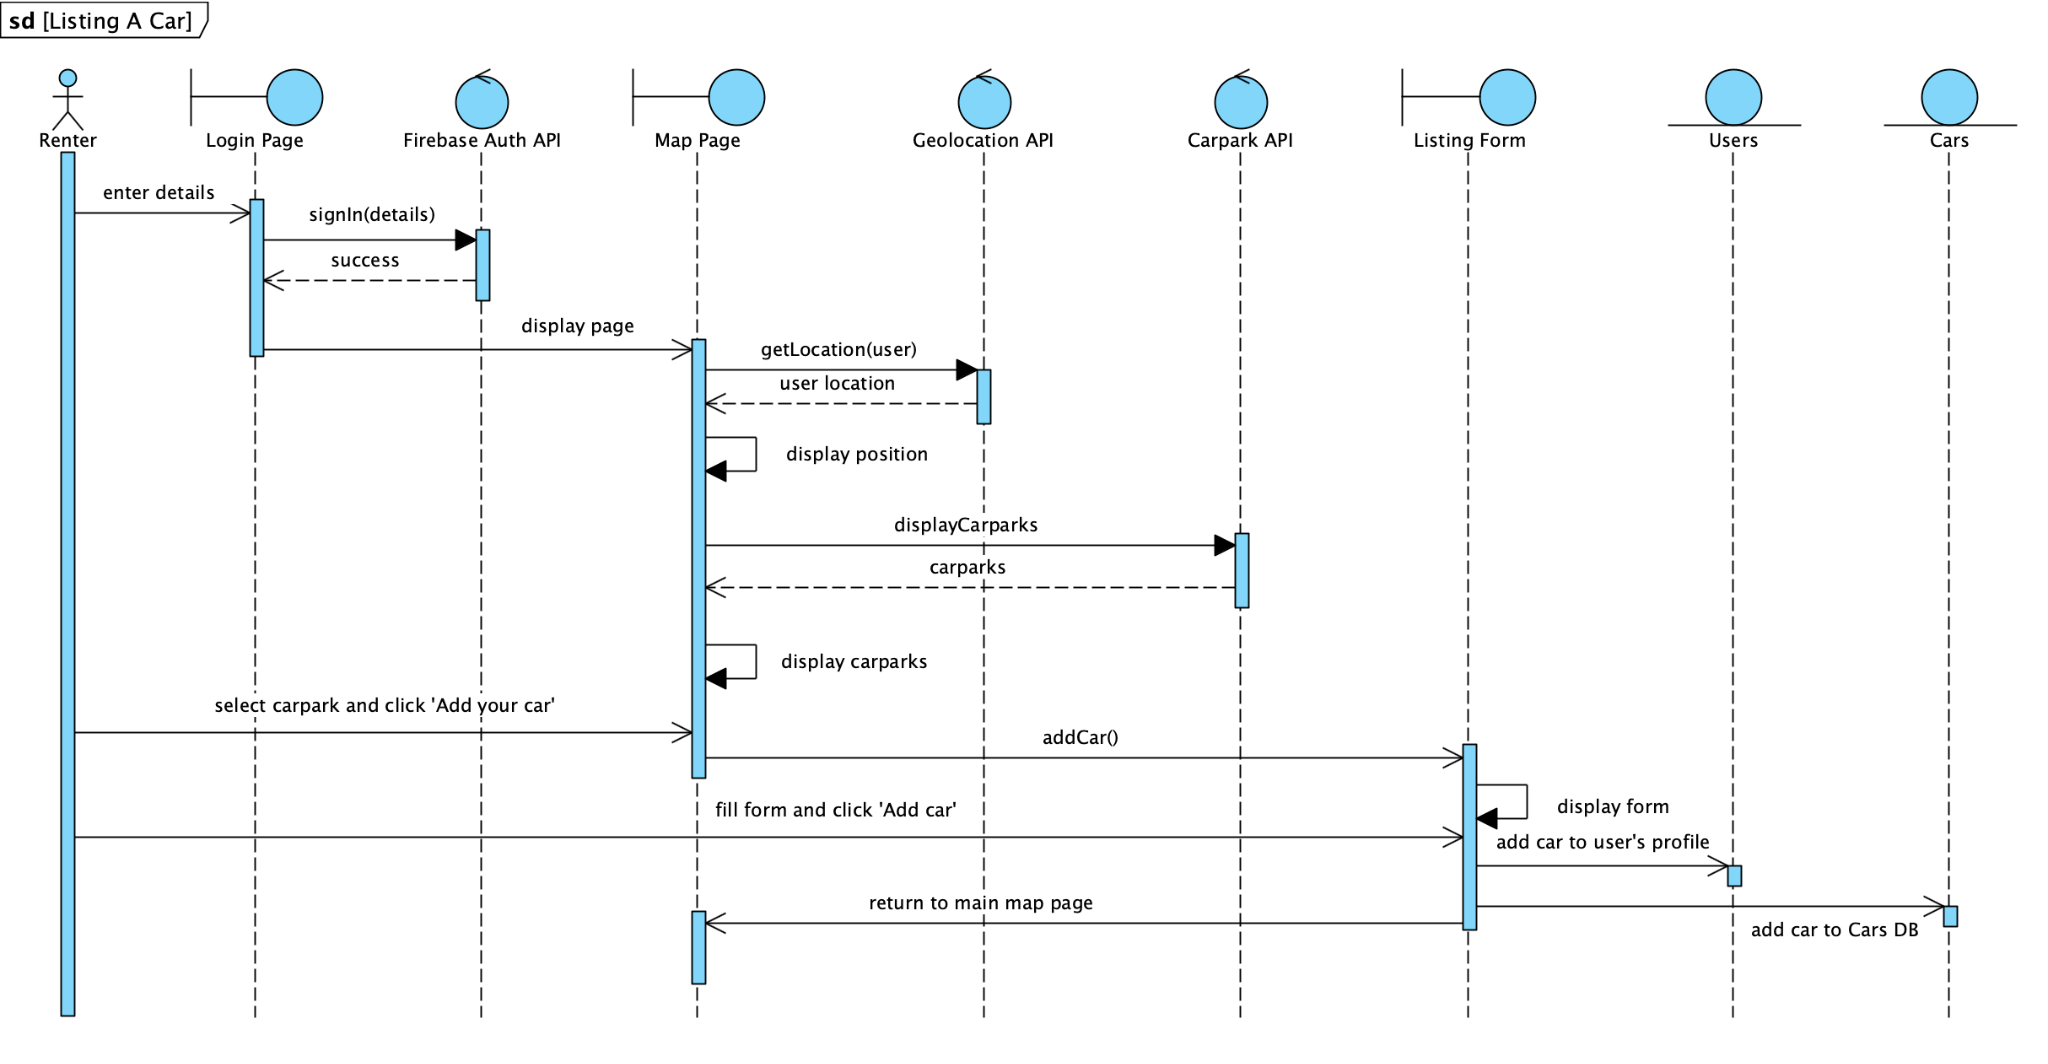 sd [Listing A Car]
Renter
Login Page
Firebase Auth API
Map Page
Geolocation API
Carpark API
Listing Form
Users
Cars
enter details
signIn(details)
success
display page
getLocation(user)
user location
display position
displayCarparks
carparks
display carparks
select carpark and click 'Add your car'
addCar()
display form
fill form and click 'Add car'
add car to user's profile
return to main map page
add car to Cars DB